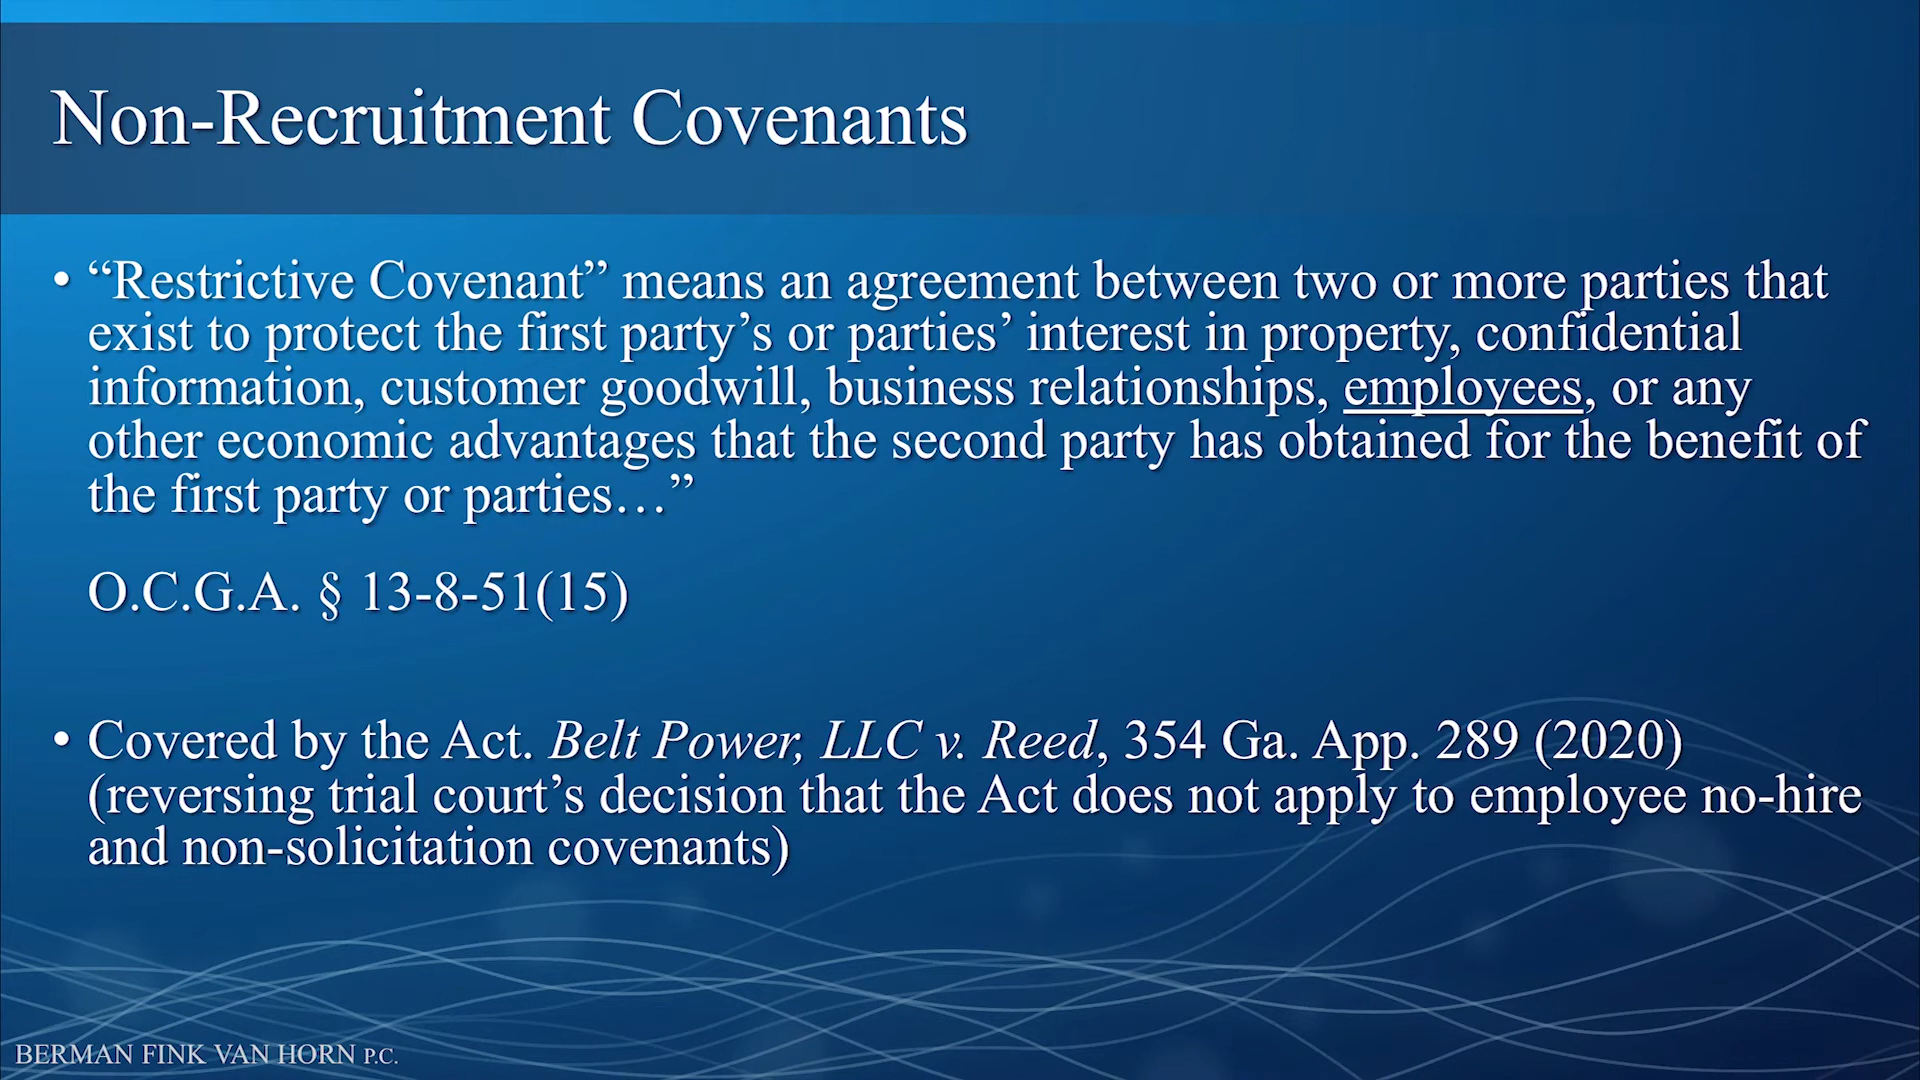 Non-Recruitment Covenants
• “Restrictive Covenant” means an agreement between two or more parties that
exist to protect the first party’s or parties’ interest in property, confidential
information, customer goodwill, business relationships, employees, or any
other economic advantages that the second party has obtained for the benefit of
the first party or parties…”
O.C.G.A. § 13-8-51(15)
• Covered by the Act. Belt Power, LLC v. Reed, 354 Ga. App. 289 (2020)
(reversing trial court’s decision that the Act does not apply to employee no-hire
and non-solicitation covenants)
BERMAN FINK VAN HORN P.C.